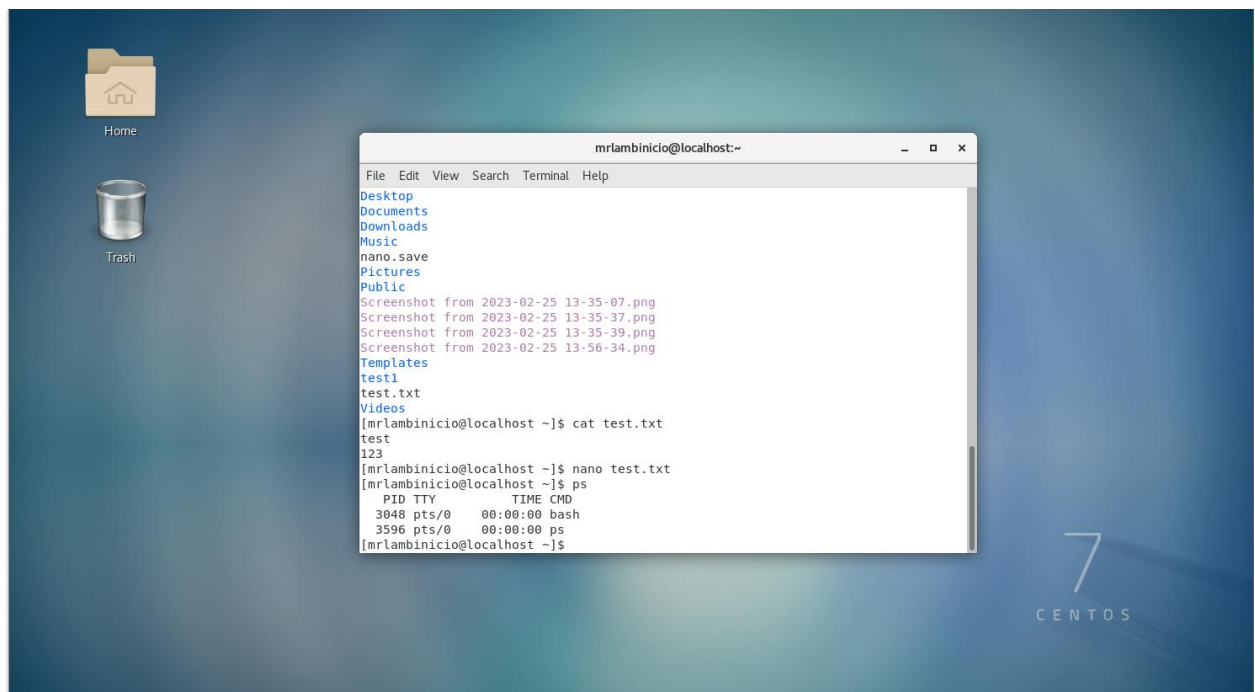 Home
Trash
mrlambinicio@localhost:~
File Edit View Search Terminal Help
Desktop
Documents
Downloads
Music
nano.save
Pictures
Public
Screenshot from 2023-02-25 13-35-07.png
Screenshot from 2023-02-25 13-35-37.png
Screenshot from 2023-02-25 13-35-39.png
Screenshot from 2023-02-25 13-56-34.png
Templates
test1
test.txt
Videos
[mrlambinicio@localhost ~]$ cat test.txt
test
123
[mrlambinicio@localhost ~]$ nano test.txt
[mrlambinicio@localhost ~]$ ps
   PID TTY          TIME CMD
  3048 pts/0    00:00:00 bash
  3596 pts/0    00:00:00 ps
[mrlambinicio@localhost ~]$
7
CENTOS